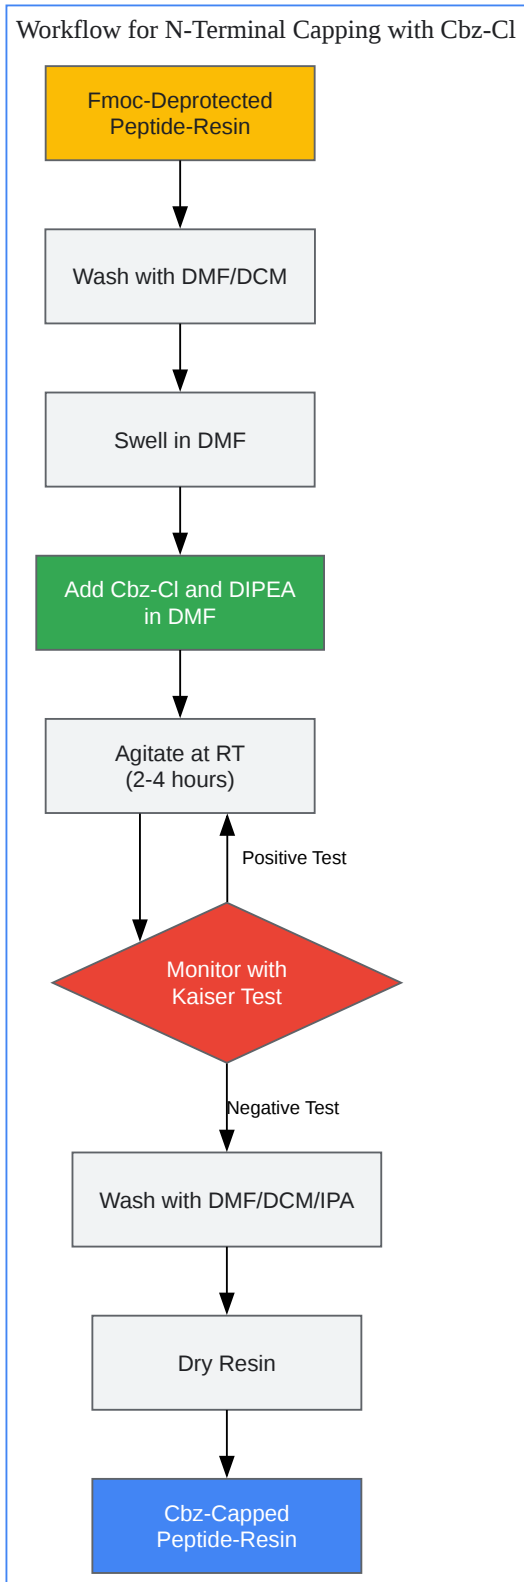 Workflow for N-Terminal Capping with Cbz-Cl
Fmoc-Deprotected
Peptide-Resin
Wash with DMF/DCM
Swell in DMF
Add Cbz-Cl and DIPEA
in DMF
Agitate at RT
(2-4 hours)
Positive Test
Monitor with
Kaiser Test
Negative Test
Wash with DMF/DCM/IPA
Dry Resin
Cbz-Capped
Peptide-Resin